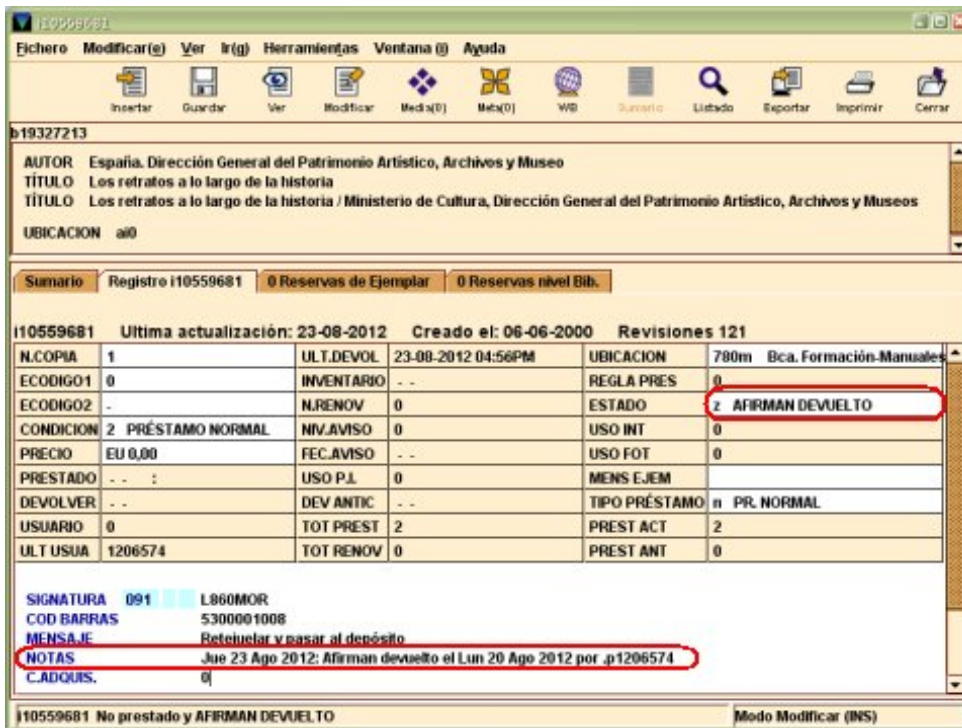 i10559681
Fichero Modificar(e) Ver Ir(g) Herramientas Ventana (i) Ayuda
Insertar Guardar Ver Modificar Media(0) Meta(0) WB Sumario Listado Exportar Imprimir Cerrar
b19327213
AUTOR España. Dirección General del Patrimonio Artístico, Archivos y Museo
TÍTULO Los retratos a lo largo de la historia
TÍTULO Los retratos a lo largo de la historia / Ministerio de Cultura, Dirección General del Patrimonio Artístico, Archivos y Museos
UBICACION ai0
Sumario Registro i10559681 0 Reservas de Ejemplar 0 Reservas nivel Bib.
i10559681 Ultima actualización: 23-08-2012 Creado el: 06-06-2000 Revisiones 121
N.COPIA 1 ULT.DEVOL 23-08-2012 04:56PM UBICACION 780m Bca. Formación-Manuales
ECODIGO1 0 INVENTARIO - - REGLA PRES 0
ECODIGO2 - N.RENOV 0 ESTADO z AFIRMAN DEVUELTO
CONDICION 2 PRÉSTAMO NORMAL NIV.AVISO 0 USO INT 0
PRECIO EU 0,00 FEC.AVISO - - USO FOT 0
PRESTADO - - : USO P.I. 0 MENS EJEM
DEVOLVER - - DEV ANTIC - - TIPO PRÉSTAMO n PR. NORMAL
USUARIO 0 TOT PREST 2 PREST ACT 2
ULT USUA 1206574 TOT RENOV 0 PREST ANT 0
SIGNATURA 091 L860MOR
COD BARRAS 5300001008
MENSAJE Retejuelar y pasar al depósito
NOTAS Jue 23 Ago 2012: Afirman devuelto el Lun 20 Ago 2012 por .p1206574
C.ADQUIS. 0
i10559681 No prestado y AFIRMAN DEVUELTO Modo Modificar (INS)